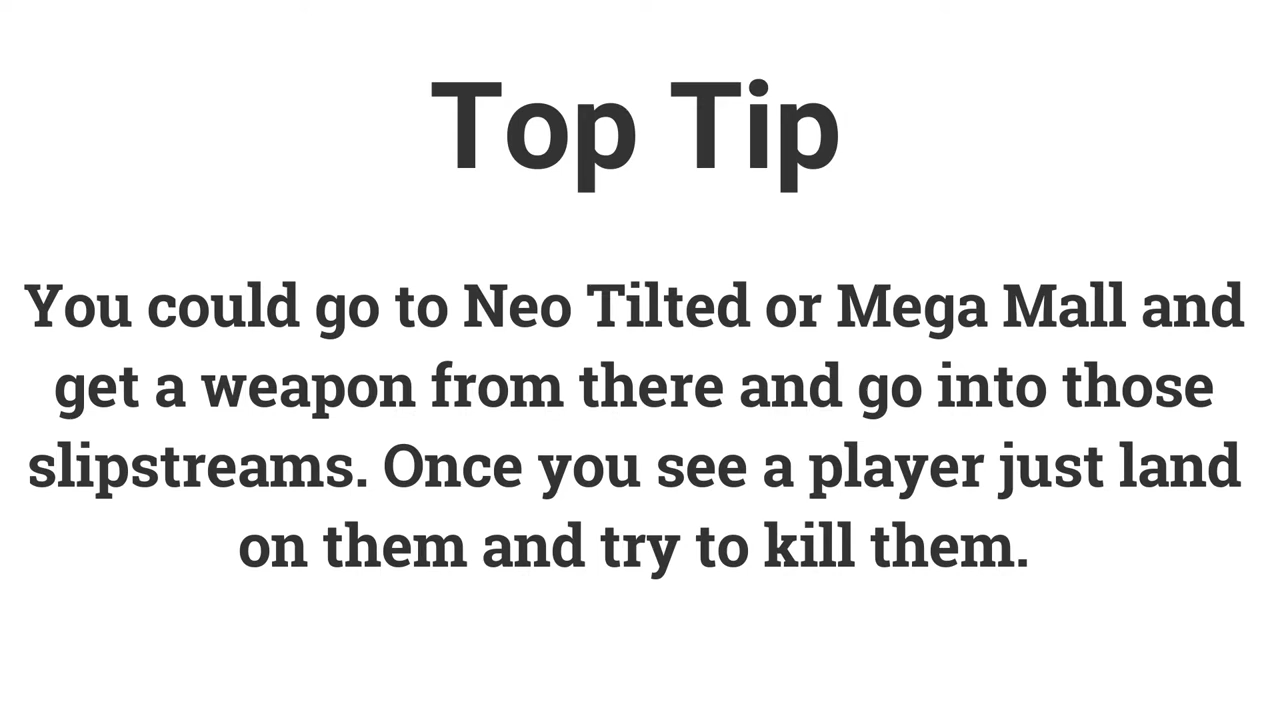 Top Tip
You could go to Neo Tilted or Mega Mall and
get a weapon from there and go into those
slipstreams. Once you see a player just land
on them and try to kill them.